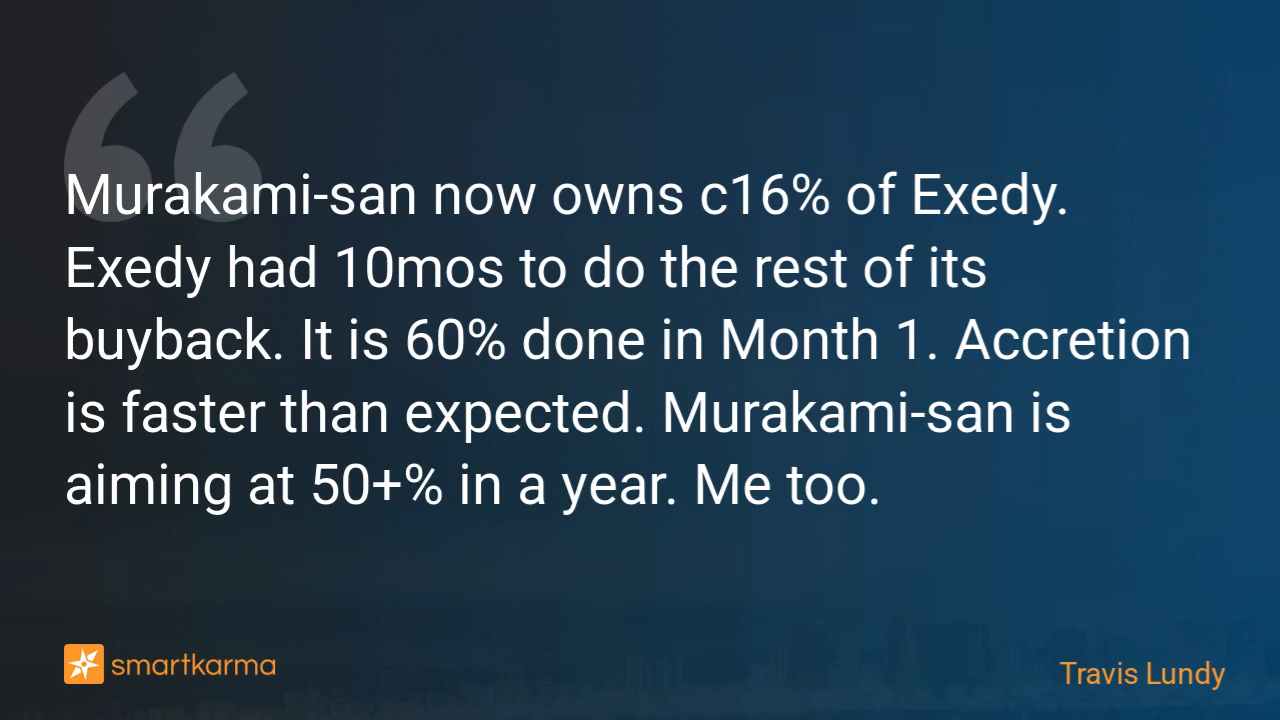 “
Murakami-san now owns c16% of Exedy.
Exedy had 10mos to do the rest of its
buyback. It is 60% done in Month 1. Accretion
is faster than expected. Murakami-san is
aiming at 50+% in a year. Me too.
smartkarma
Travis Lundy